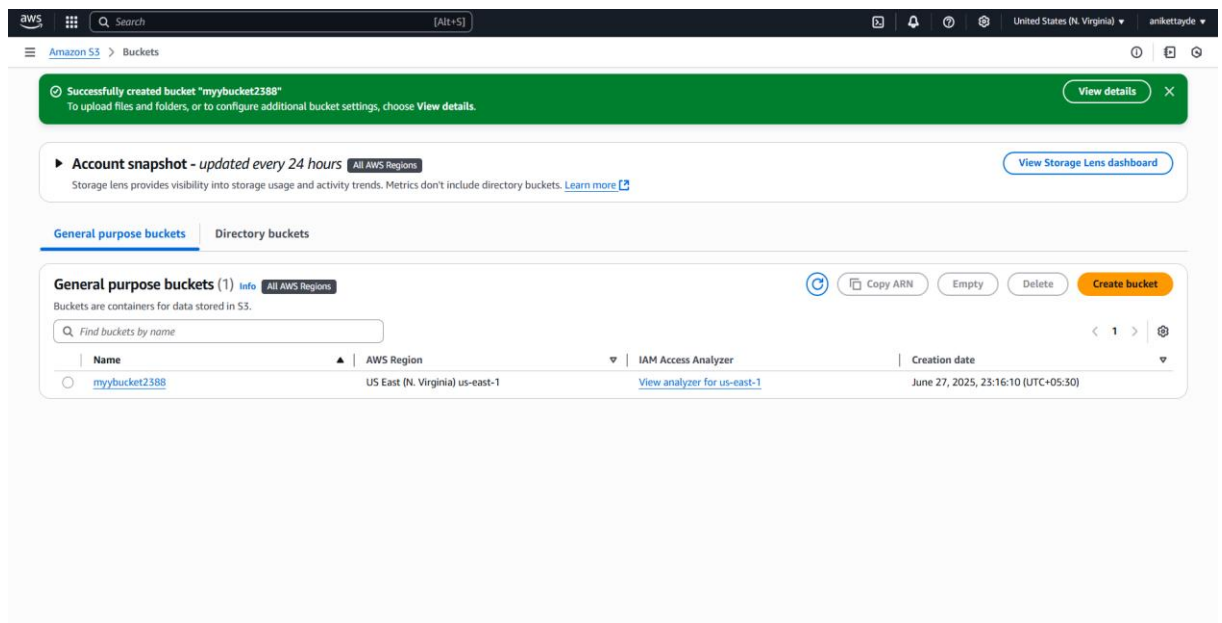 aws
Search
[Alt+S]
United States (N. Virginia)
anikettayde
Amazon S3 > Buckets
Successfully created bucket "myybucket2388"
To upload files and folders, or to configure additional bucket settings, choose View details.
View details
Account snapshot - updated every 24 hours All AWS Regions
Storage lens provides visibility into storage usage and activity trends. Metrics don't include directory buckets. Learn more
View Storage Lens dashboard
General purpose buckets Directory buckets
General purpose buckets (1) Info All AWS Regions
Buckets are containers for data stored in S3.
Copy ARN Empty Delete Create bucket
Find buckets by name
< 1 >
Name AWS Region IAM Access Analyzer Creation date
myybucket2388 US East (N. Virginia) us-east-1 View analyzer for us-east-1 June 27, 2025, 23:16:10 (UTC+05:30)